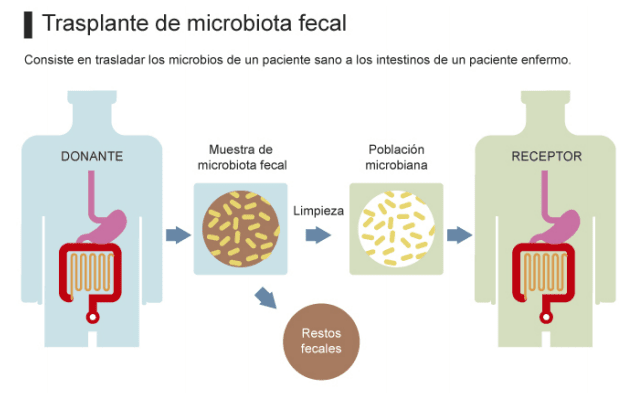 Trasplante de microbiota fecal
Consiste en trasladar los microbios de un paciente sano a los intestinos de un paciente enfermo.
DONANTE
Muestra de
microbiota fecal
Limpieza
Población
microbiana
RECEPTOR
Restos
fecales